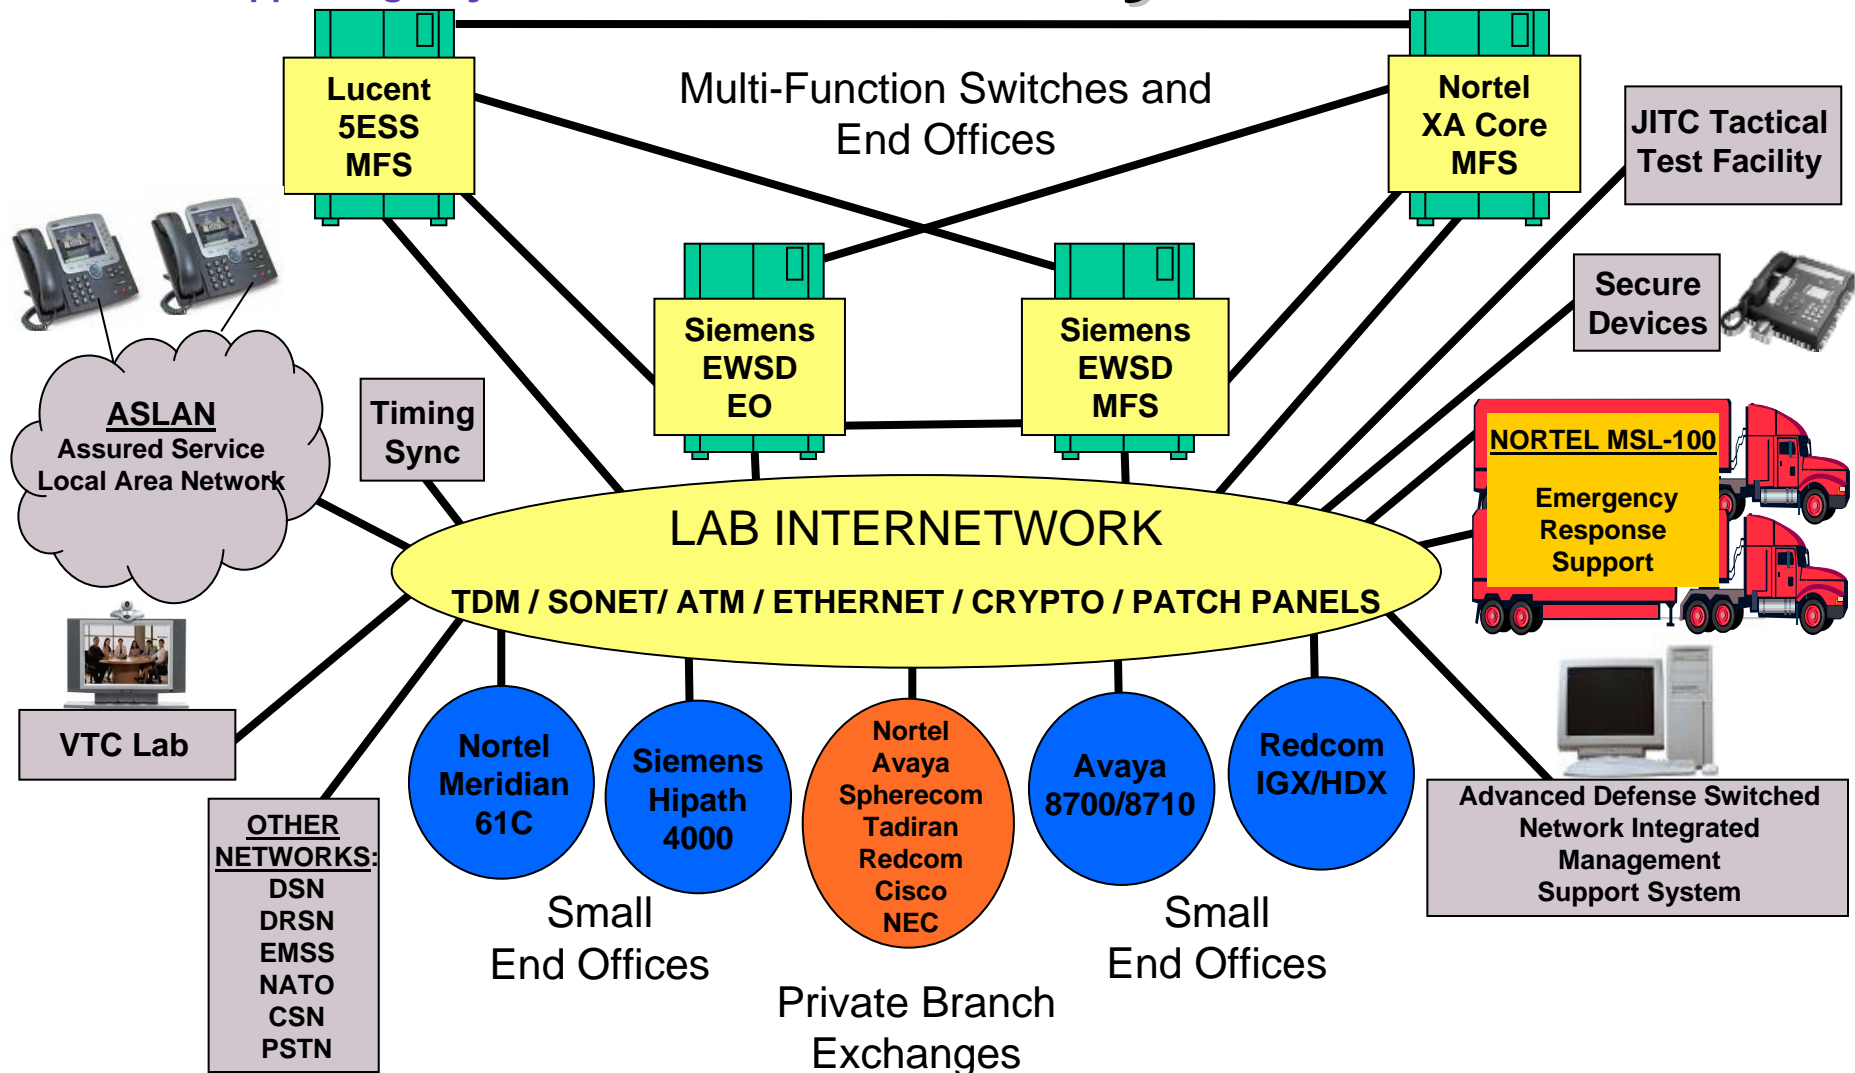 Lucent
5ESS
MFS
Multi-Function Switches and
End Offices
Nortel
XA Core
MFS
JITC Tactical
Test Facility
Secure
Devices
Siemens
EWSD
EO
Siemens
EWSD
MFS
ASLAN
Assured Service
Local Area Network
Timing
Sync
NORTEL MSL-100
Emergency
Response
Support
LAB INTERNETWORK
TDM / SONET/ ATM / ETHERNET / CRYPTO / PATCH PANELS
VTC Lab
Nortel
Meridian
61C
Siemens
Hipath
4000
Nortel
Avaya
Spherecom
Tadiran
Redcom
Cisco
NEC
Avaya
8700/8710
Redcom
IGX/HDX
Advanced Defense Switched
Network Integrated
Management
Support System
OTHER
NETWORKS:
DSN
DRSN
EMSS
NATO
CSN
PSTN
Small
End Offices
Small
End Offices
Private Branch
Exchanges